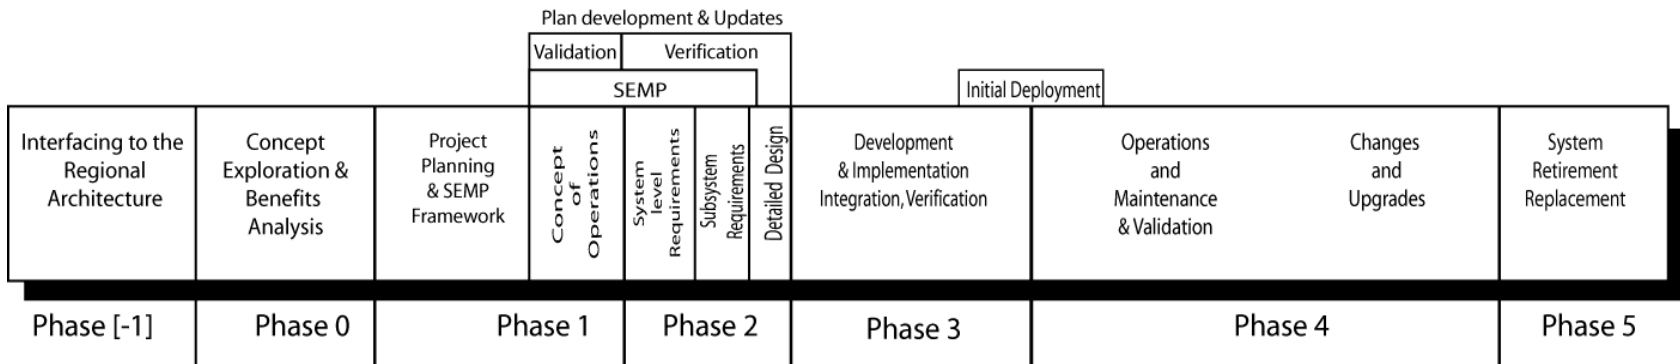 Plan development & Updates
Validation
Verification
SEMP
Initial Deployment
Interfacing to the
Regional
Architecture
Concept
Exploration &
Benefits
Analysis
Project
Planning
& SEMP
Framework
Concept
of
Operations
System
level
Requirements
Subsystem
Requirements
Detailed Design
Development
& Implementation
Integration, Verification
Operations
and
Maintenance
& Validation
Changes
and
Upgrades
System
Retirement
Replacement
Phase [-1]
Phase 0
Phase 1
Phase 2
Phase 3
Phase 4
Phase 5